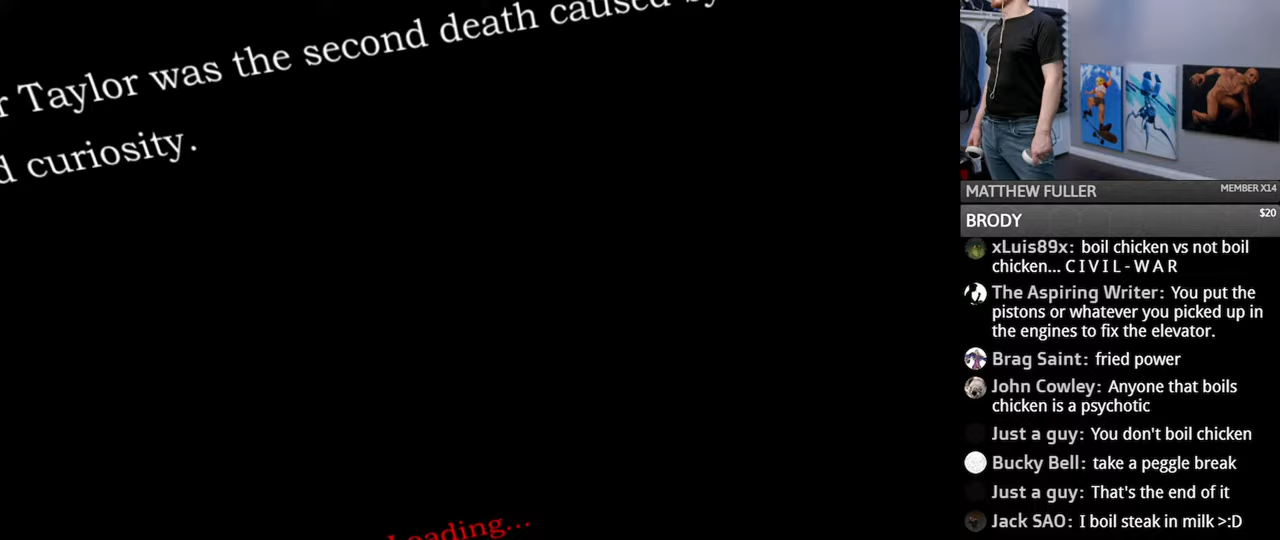 r Taylor was the second death caused by
d curiosity.
Loading...
MATTHEW FULLER
MEMBER X14
BRODY
$20
xLuis89x: boil chicken vs not boil
chicken... C I V I L - W A R
The Aspiring Writer: You put the
pistons or whatever you picked up in
the engines to fix the elevator.
Brag Saint: fried power
John Cowley: Anyone that boils
chicken is a psychotic
Just a guy: You don't boil chicken
Bucky Bell: take a peggle break
Just a guy: That's the end of it
Jack SAO: I boil steak in milk >:D